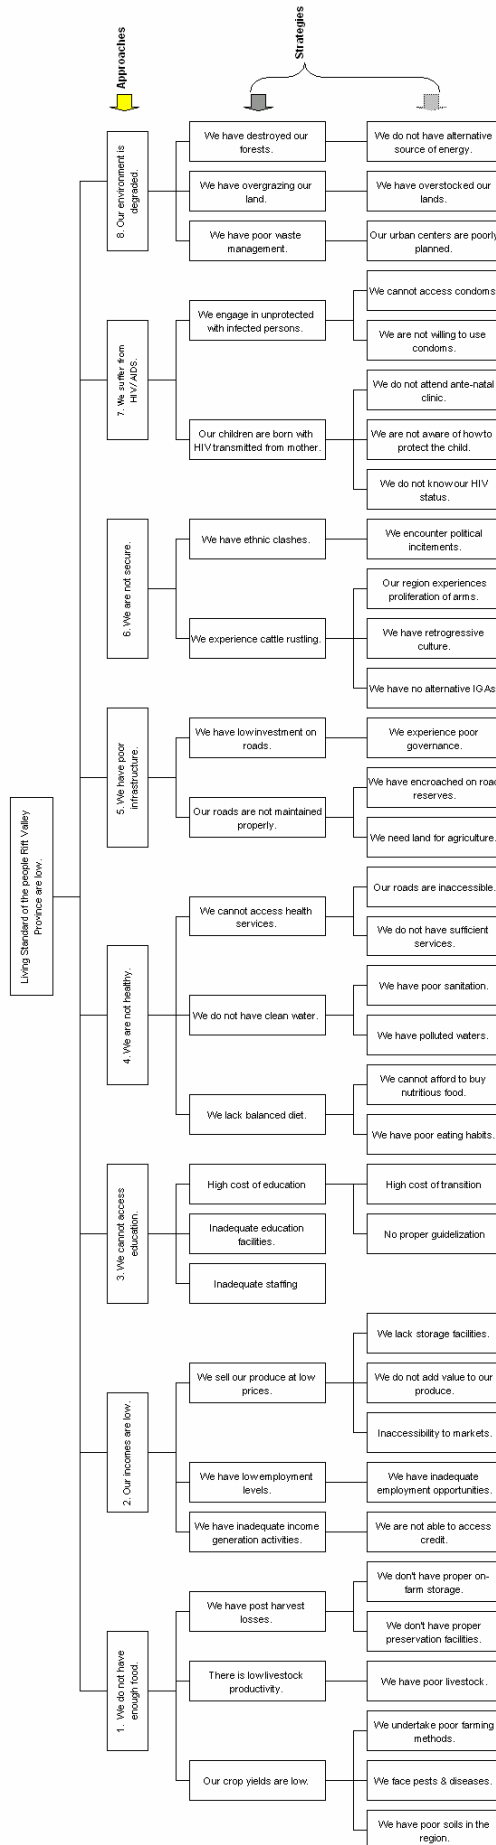 Approaches
Strategies
Living Standard of the people Rift Valley
Province are low.
8. Our environment is
degraded.
We have destroyed our
forests.
We do not have alternative
source of energy.
We have overgrazing our
land.
We have overstocked our
lands.
We have poor waste
management.
Our urban centers are poorly
planned.
7. We suffer from
HIV/AIDS.
We engage in unprotected
with infected persons.
We cannot access condoms
We are not willing to use
condoms.
Our children are born with
HIV transmitted from mother.
We do not attend ante-natal
clinic.
We are not aware of howto
protect the child.
We do not know our HIV
status.
6. We are not secure.
We have ethnic clashes.
We encounter political
incitements.
We experience cattle rustling.
Our region experiences
proliferation of arms.
We have retrogressive
culture.
We have no alternative IGAs
5. We have poor
infrastructure.
We have low investment on
roads.
We experience poor
governance.
Our roads are not maintained
properly.
We have encroached on road
reserves.
We need land for agriculture.
4. We are not healthy.
We cannot access health
services.
Our roads are inaccessible.
We do not have sufficient
services.
We do not have clean water.
We have poor sanitation.
We have polluted waters.
We lack balanced diet.
We cannot afford to buy
nutritious food.
We have poor eating habits.
3. We cannot access
education.
High cost of education
High cost of transition
No proper guidelization
Inadequate education
facilities.
Inadequate staffing
2. Our incomes are low.
We sell our produce at low
prices.
We lack storage facilities.
We do not add value to our
produce.
Inaccessibility to markets.
We have low employment
levels.
We have inadequate
employment opportunities.
We have inadequate income
generation activities.
We are not able to access
credit.
1. We do not have
enough food.
We have post harvest
losses.
We don't have proper on-
farm storage.
We don't have proper
preservation facilities.
There is low livestock
productivity.
We have poor livestock.
Our crop yields are low.
We undertake poor farming
methods.
We face pests & diseases.
We have poor soils in the
region.